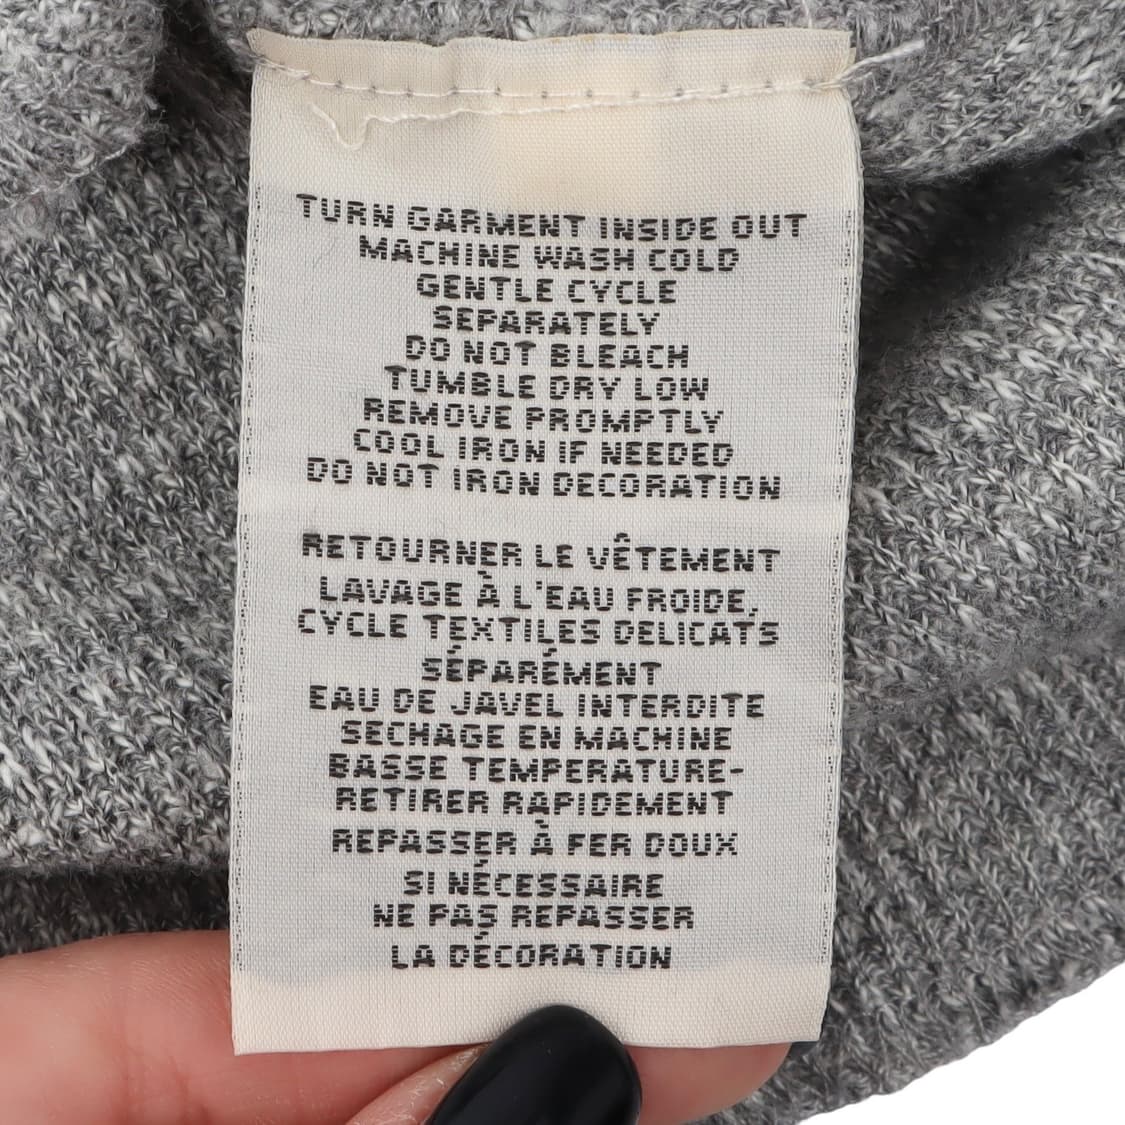 TURN GARMENT INSIDE OUT
MACHINE WASH COLD
GENTLE CYCLE
SEPARATELY
DO NOT BLEACH
TUMBLE DRY LOW
REMOVE PROMPTLY
COOL IRON IF NEEDED
DO NOT IRON DECORATION
RETOURNER LE VÊTEMENT
LAVAGE À L'EAU FROIDE,
CYCLE TEXTILES DELICATS
SÉPARÉMENT
EAU DE JAVEL INTERDITE
SECHAGE EN MACHINE
BASSE TEMPERATURE-
RETIRER RAPIDEMENT
REPASSER À FER DOUX
SI NÉCESSAIRE
NE PAS REPASSER
LA DÉCORATION